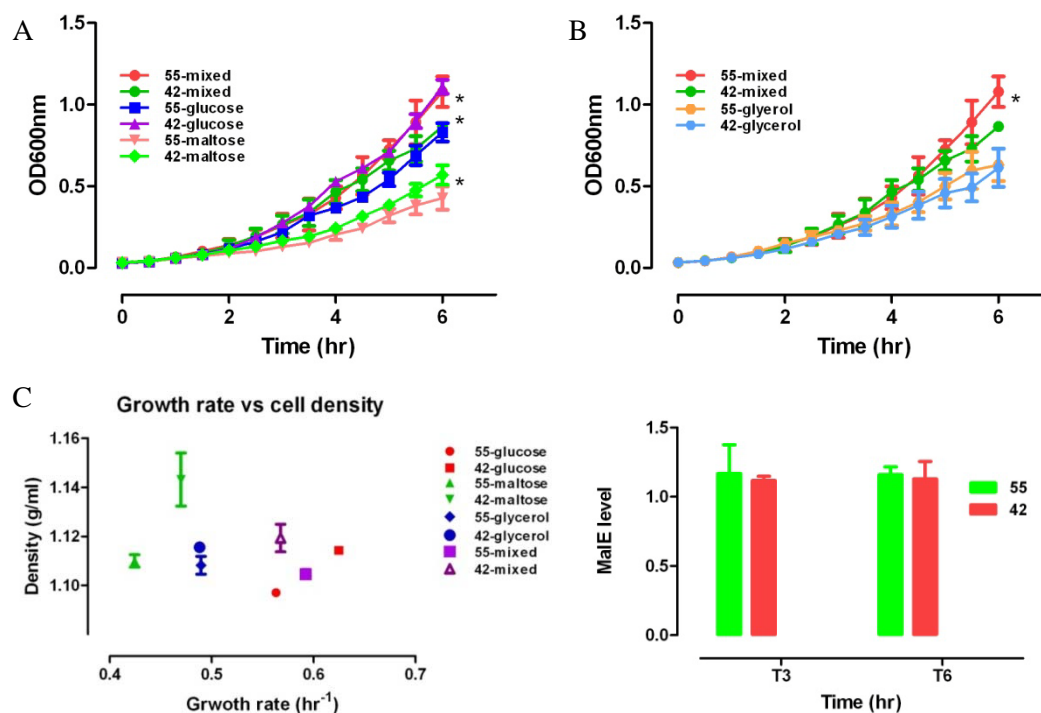 A
1.5
1.0
0.5
0.0
OD600nm
55-mixed
42-mixed
55-glucose
42-glucose
55-maltose
42-maltose
*
*
*
0
2
4
6
Time (hr)
B
1.5
1.0
0.5
0.0
OD600nm
55-mixed
42-mixed
55-glyerol
42-glycerol
*
0
2
4
6
Time (hr)
C
Growth rate vs cell density
1.16
1.14
1.12
1.10
Density (g/ml)
55-glucose
42-glucose
55-maltose
42-maltose
55-glycerol
42-glycerol
55-mixed
42-mixed
0.4
0.5
0.6
0.7
Grwoth rate (hr⁻¹)
1.5
1.0
0.5
0.0
MalE level
55
42
T3
T6
Time (hr)